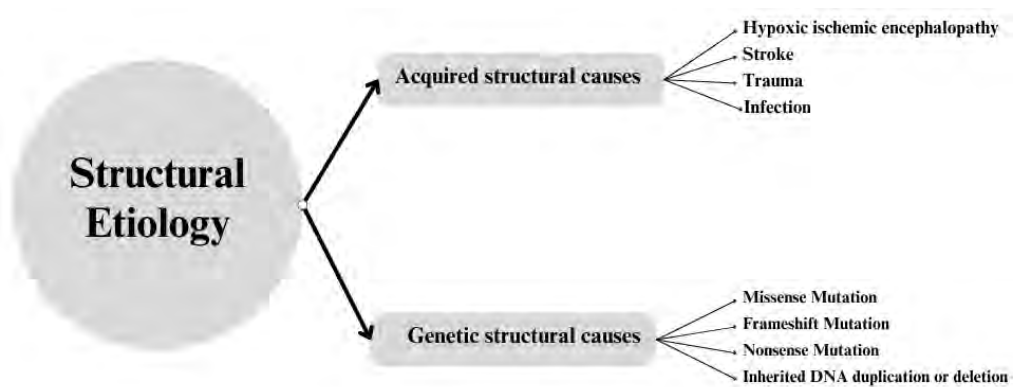 Structural
Etiology
Acquired structural causes
Hypoxic ischemic encephalopathy
Stroke
Trauma
Infection
Genetic structural causes
Missense Mutation
Frameshift Mutation
Nonsense Mutation
Inherited DNA duplication or deletion